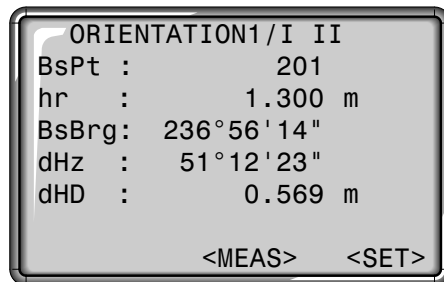 ORIENTATION1/I II
BsPt : 201
hr : 1.300 m
BsBrg: 236°56'14"
dHz : 51°12'23"
dHD : 0.569 m
<MEAS> <SET>